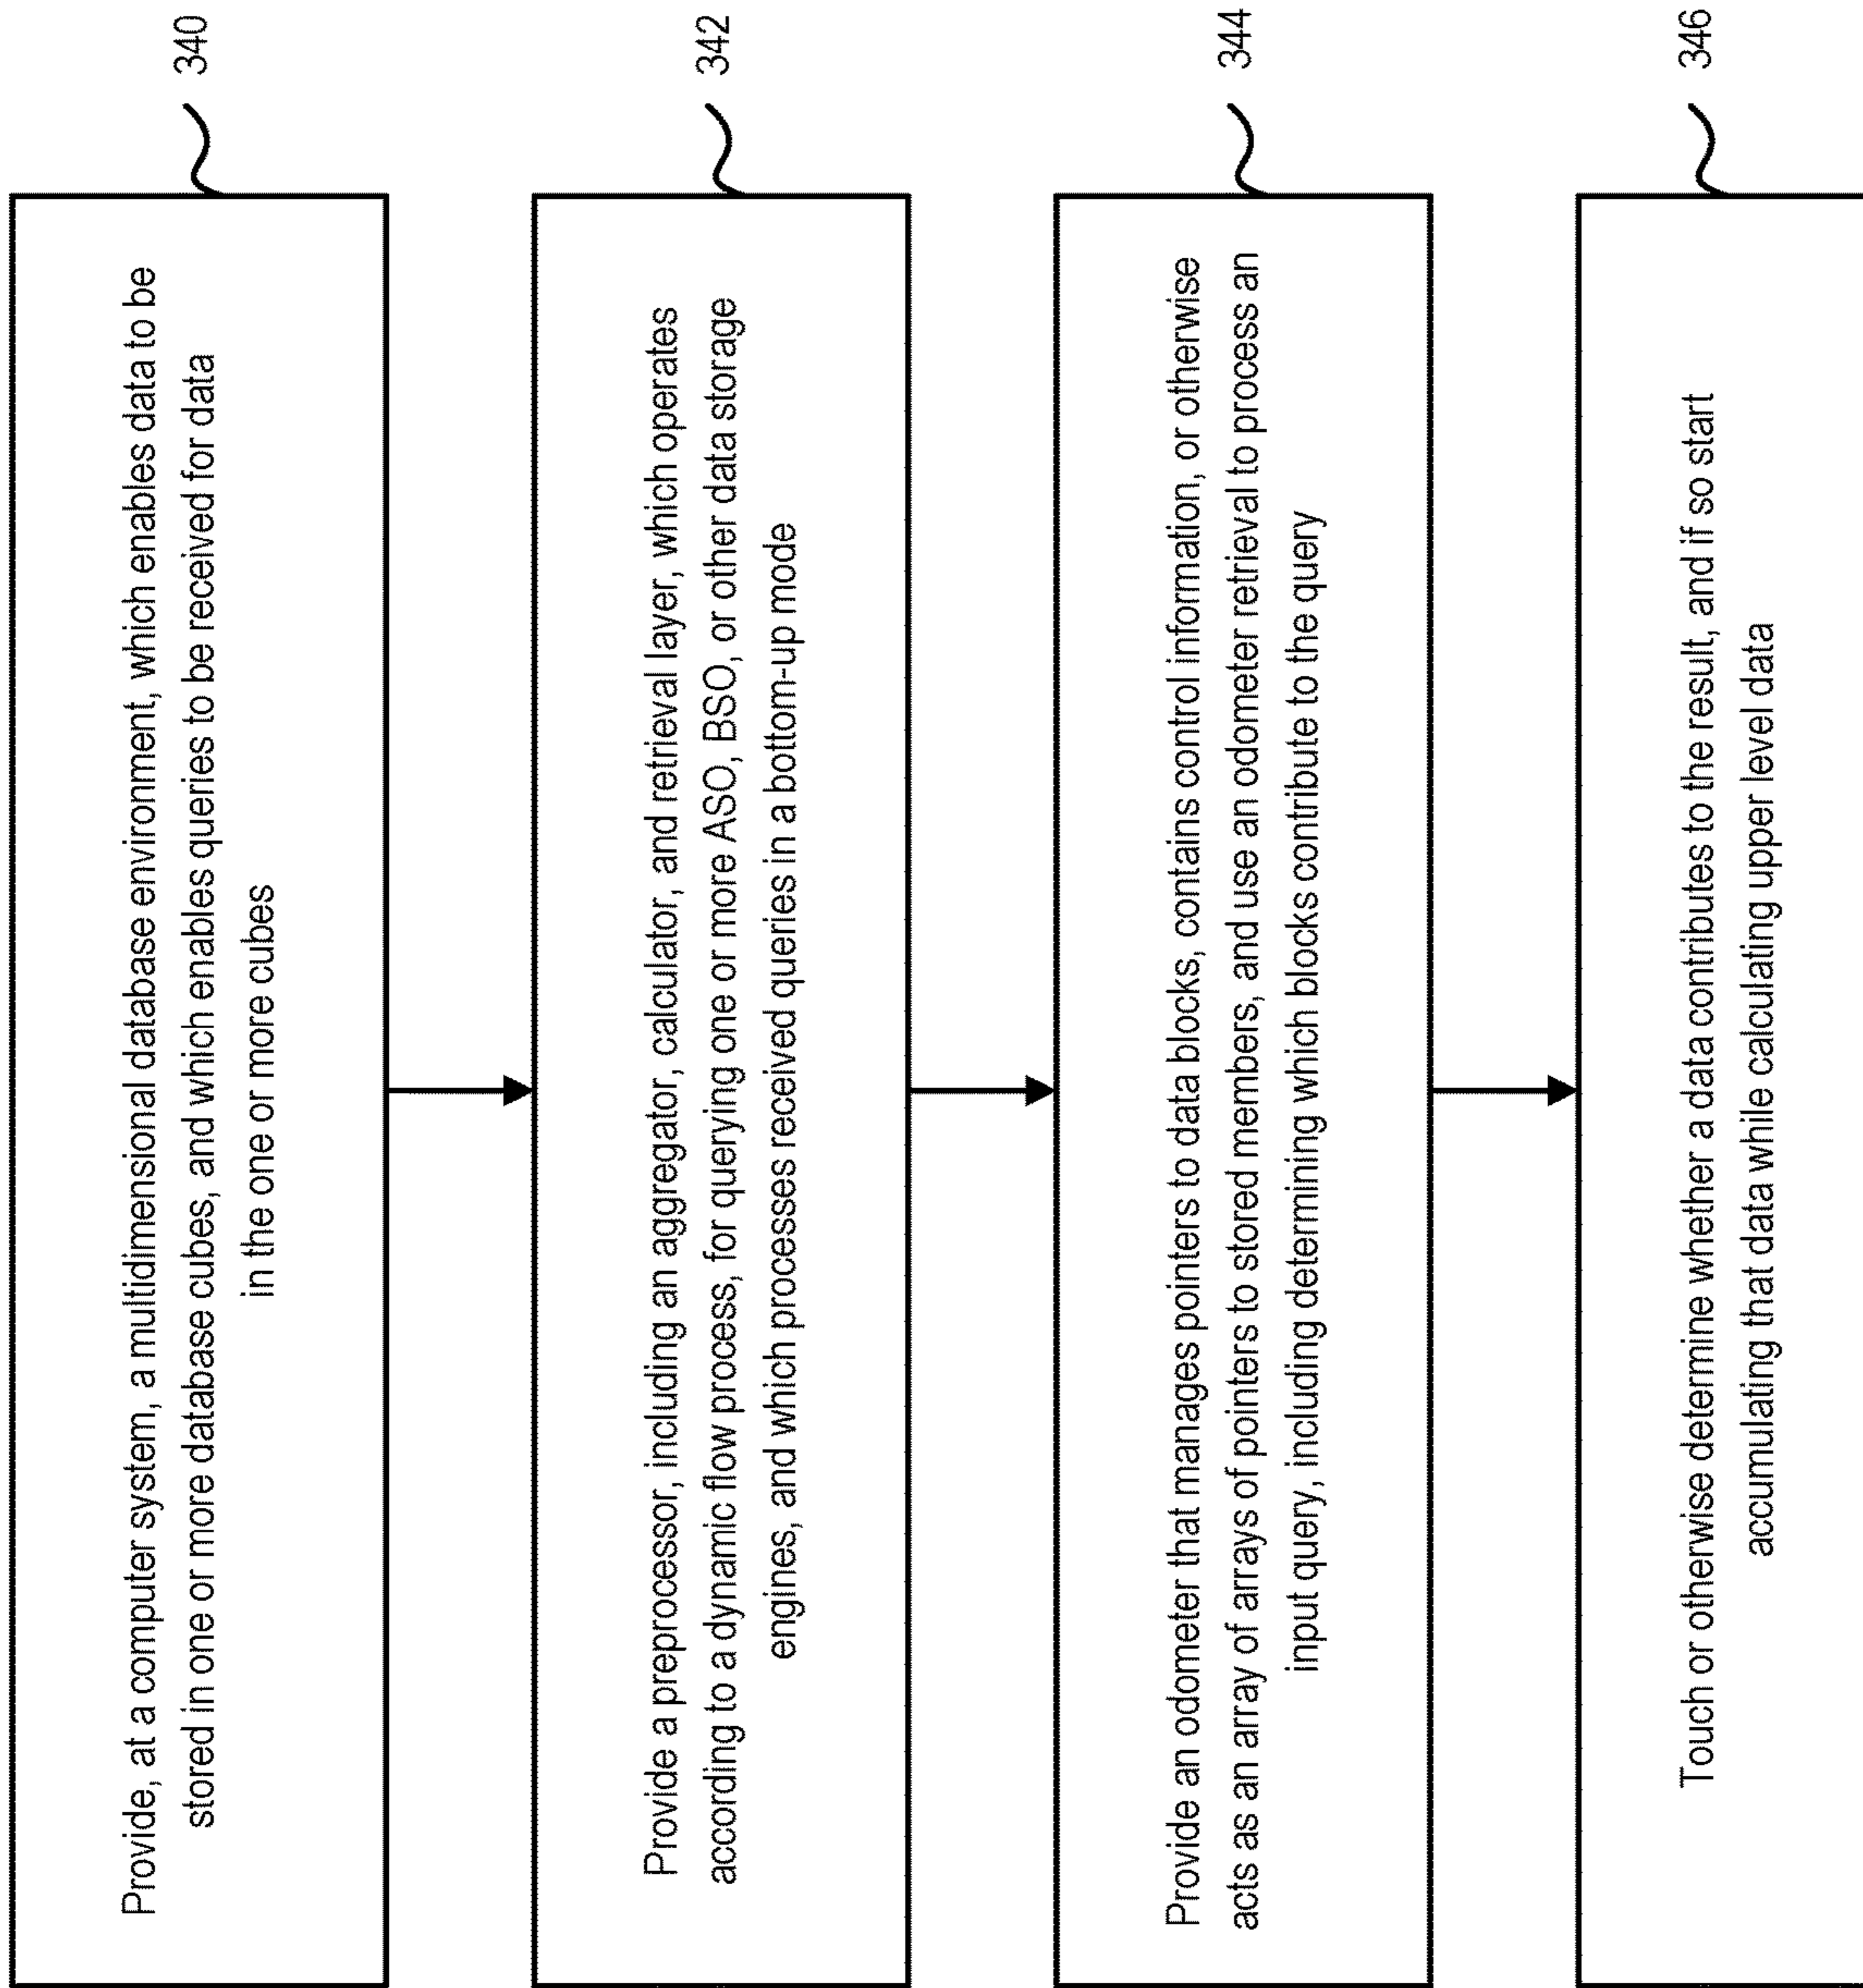 Provide, at a computer system, a multidimensional database environment, which enables data to be
stored in one or more database cubes, and which enables queries to be received for data
in the one or more cubes
340
Provide a preprocessor, including an aggregator, calculator, and retrieval layer, which operates
according to a dynamic flow process, for querying one or more ASO, BSO, or other data storage
engines, and which processes received queries in a bottom-up mode
342
Provide an odometer that manages pointers to data blocks, contains control information, or otherwise
acts as an array of arrays of pointers to stored members, and use an odometer retrieval to process an
input query, including determining which blocks contribute to the query
344
Touch or otherwise determine whether a data contributes to the result, and if so start
accumulating that data while calculating upper level data
346